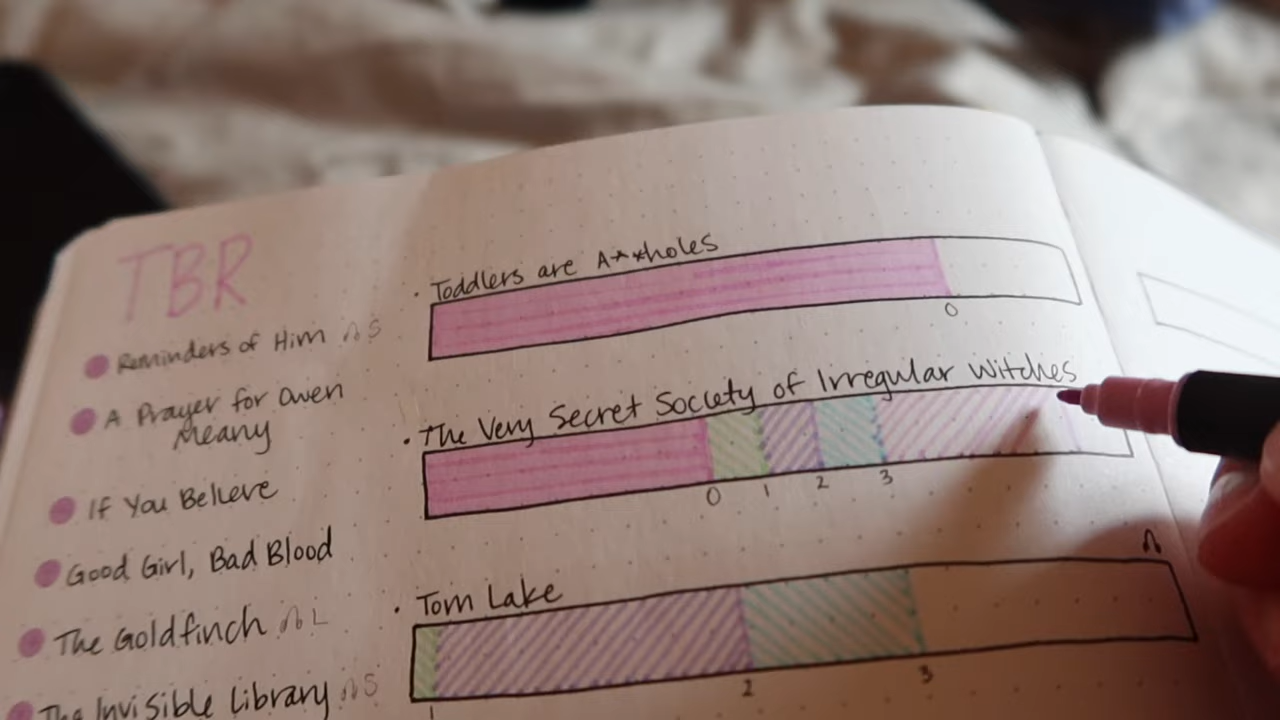 TBR
Reminders of Him S
A Prayer for Owen
Meany
If You Believe
Good Girl, Bad Blood
The Goldfinch L
The Invisible Library S
Toddlers are A**holes
0
The Very Secret Society of Irregular Witches
0 1 2 3
Tom Lake
1 2 3